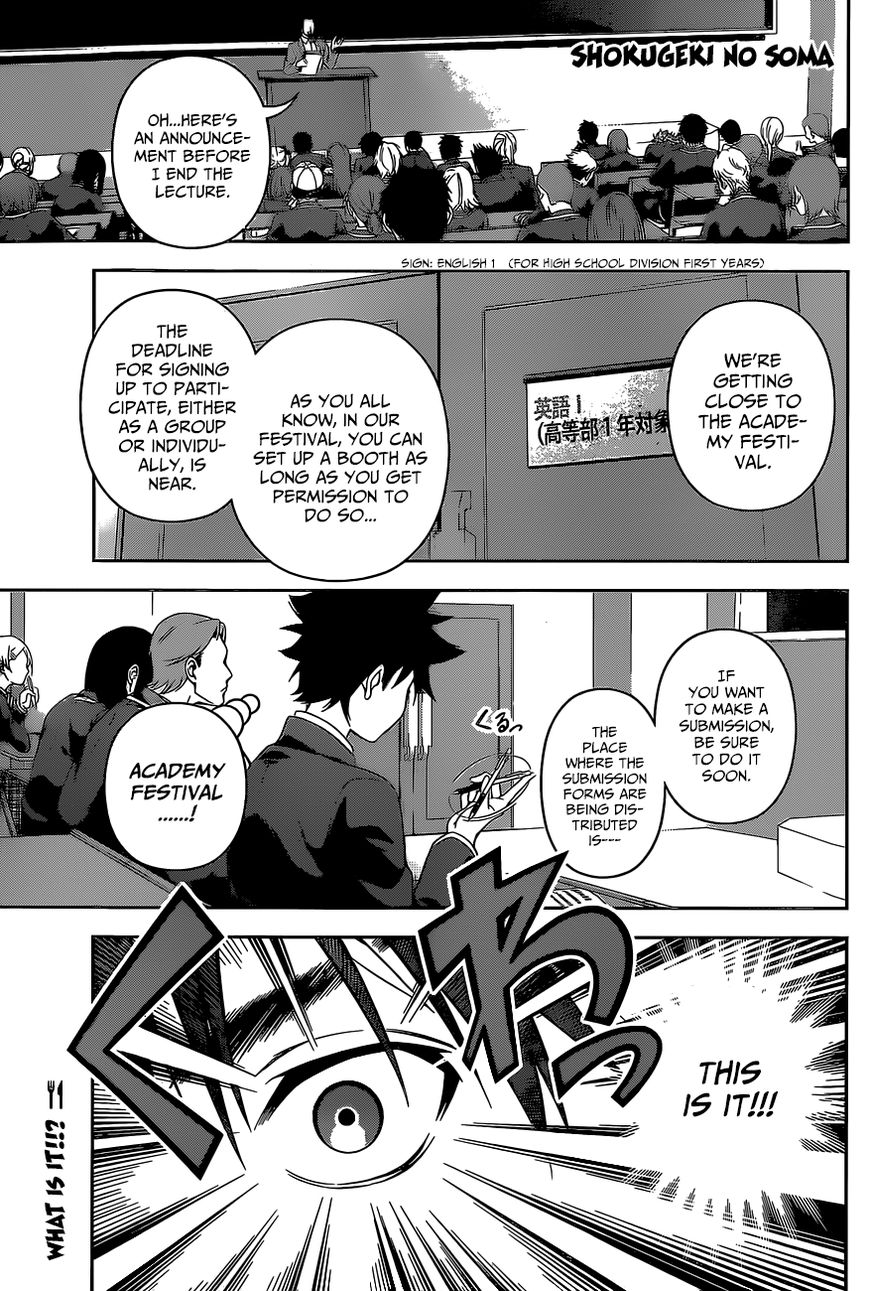 SHOKUGEKI NO SOMA
OH...HERE'S
AN ANNOUNCE-
MENT BEFORE
I END THE
LECTURE.
SIGN: ENGLISH 1 (FOR HIGH SCHOOL DIVISION FIRST YEARS)
WE'RE
GETTING
CLOSE TO
THE ACADE-
MY FESTI-
VAL.
英語1
(高等部1年対象
AS YOU ALL
KNOW, IN OUR
FESTIVAL, YOU CAN
SET UP A BOOTH AS
LONG AS YOU GET
PERMISSION TO
DO SO...
THE
DEADLINE
FOR SIGNING
UP TO PARTI-
CIPATE, EITHER
AS A GROUP
OR INDIVIDU-
ALLY, IS
NEAR.
IF
YOU WANT
TO MAKE A
SUBMISSION,
BE SURE
TO DO IT
SOON.
THE
PLACE
WHERE THE
SUBMISSION
FORMS ARE
BEING DIS-
TRIBUTED
IS---
くるっ
ACADEMY
FESTIVAL
.......!
くわっ
THIS
IS IT!!!
WHAT IS IT!!?